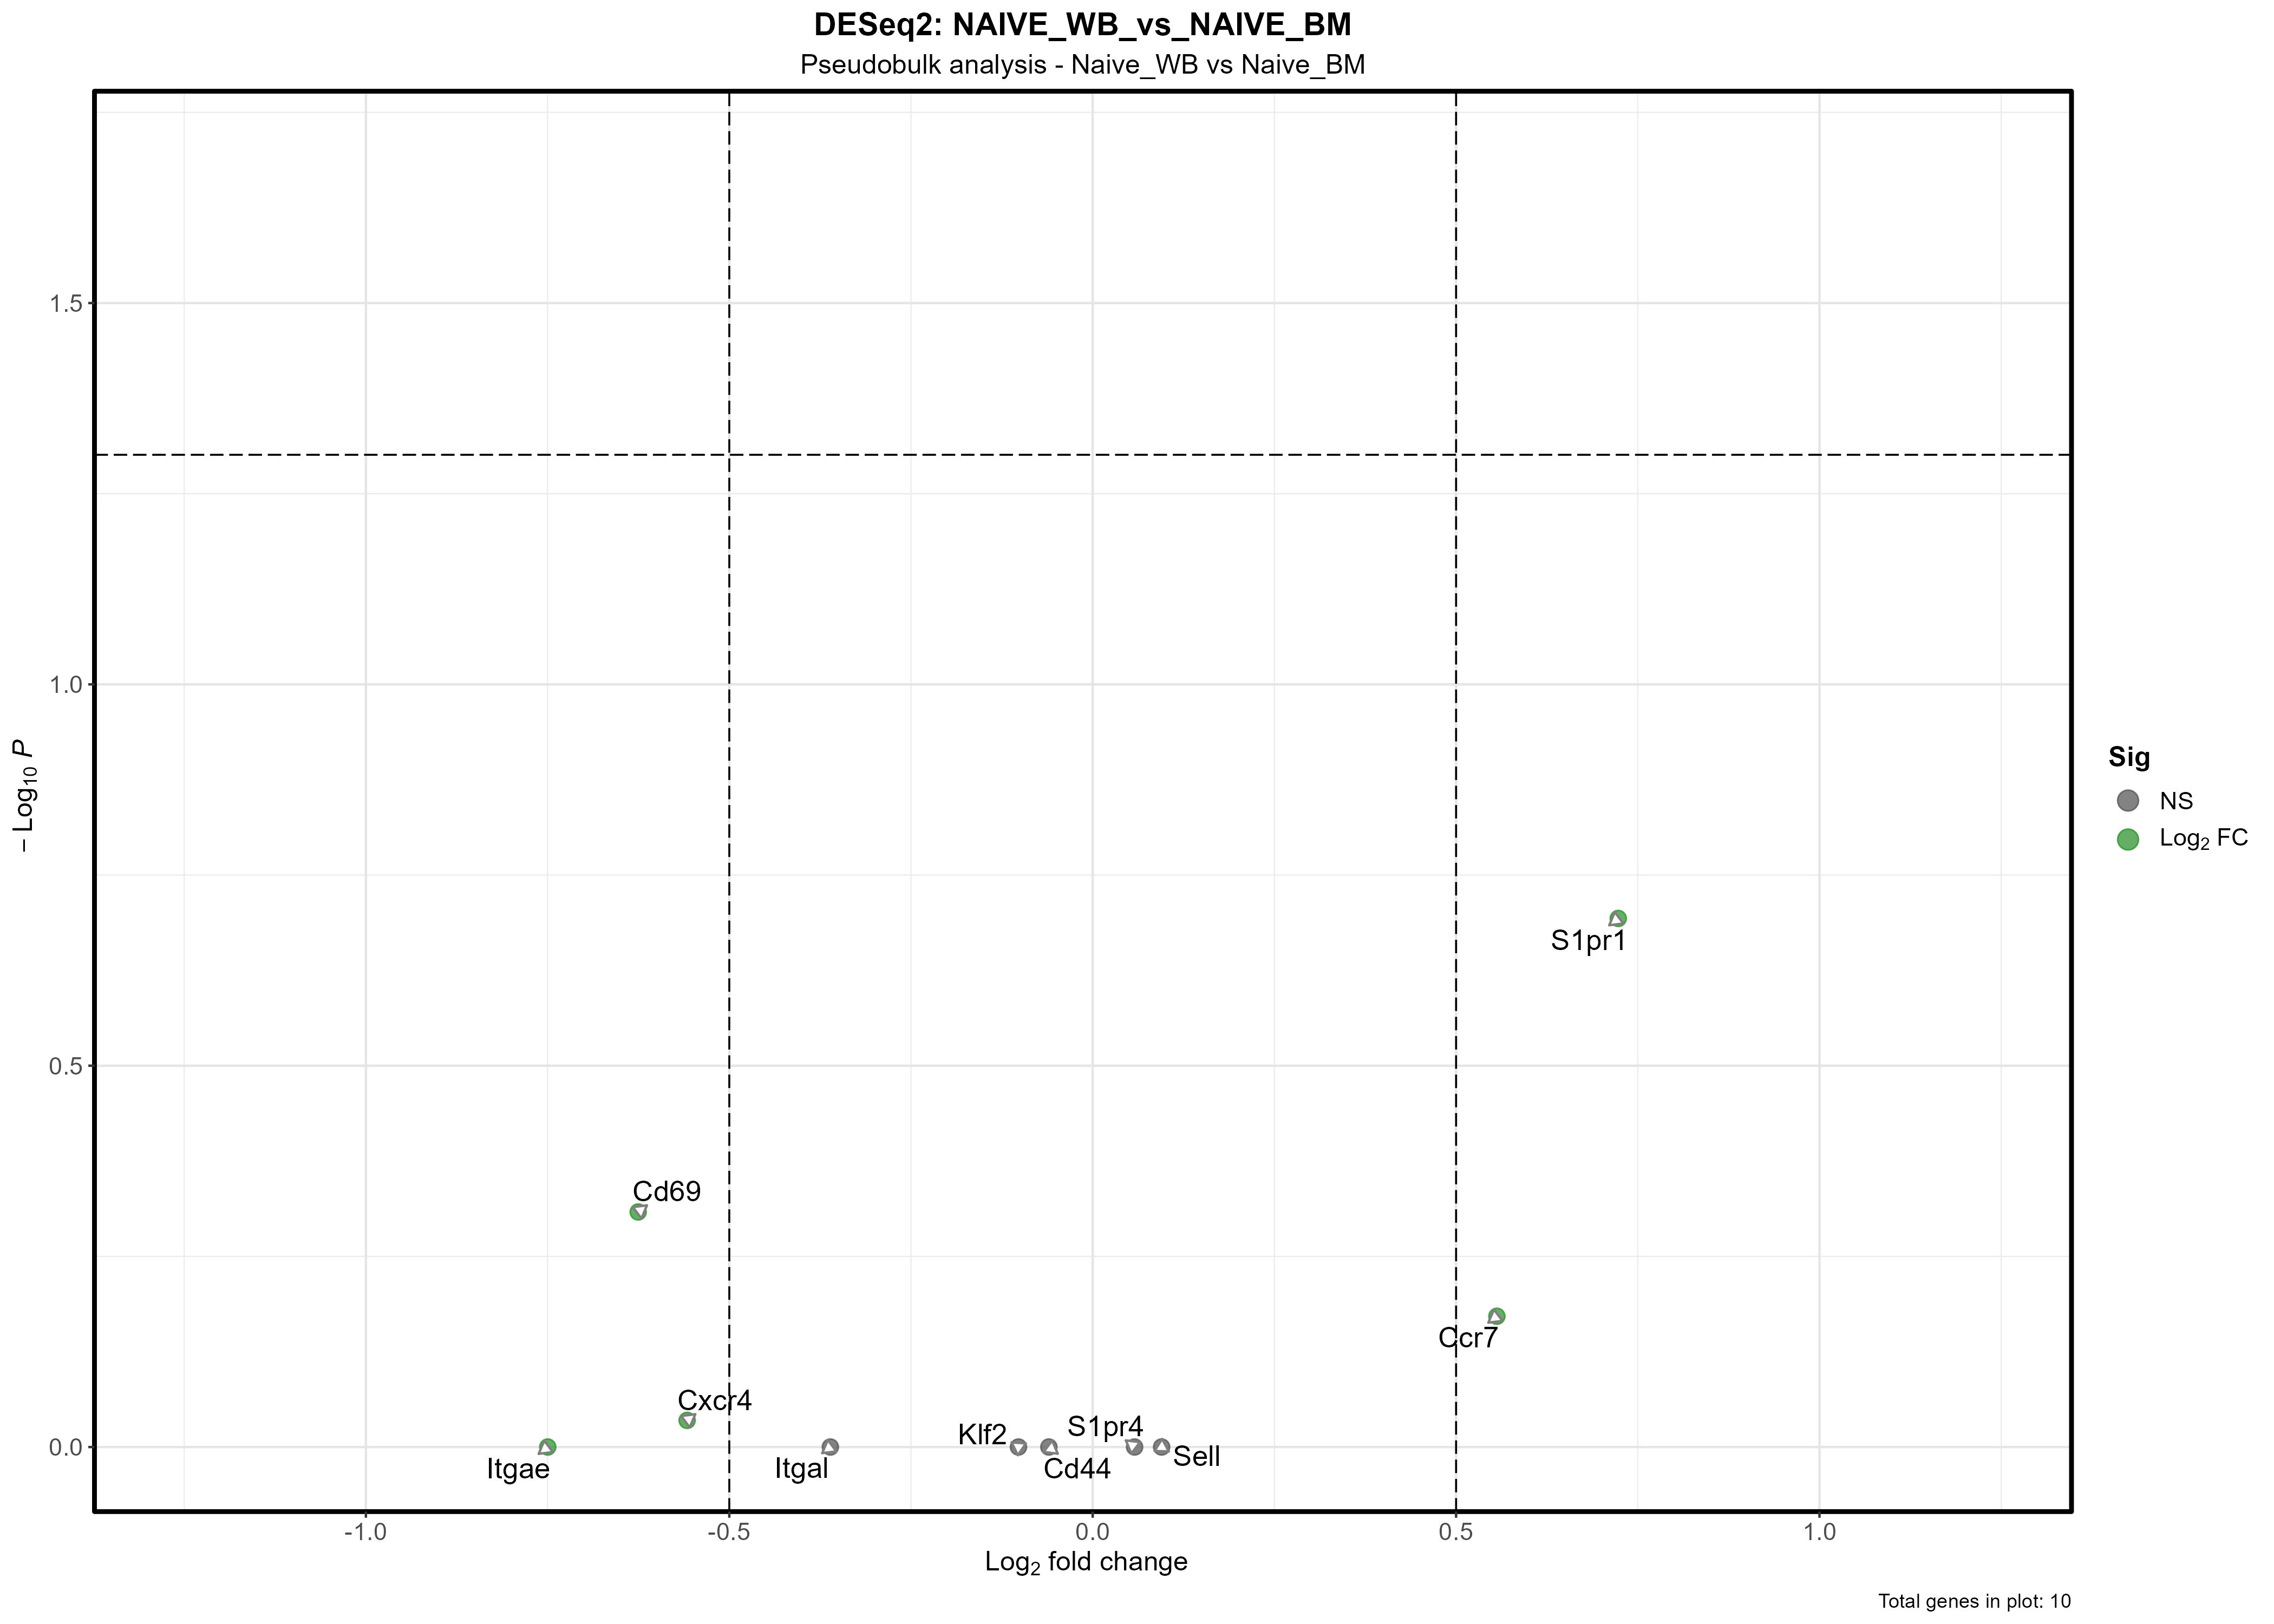 DESeq2: NAIVE_WB_vs_NAIVE_BM
Pseudobulk analysis - Naive_WB vs Naive_BM
1.5
1.0
0.5
0.0
− Log₁₀ P
S1pr1
Cd69
Ccr7
Cxcr4
S1pr4
Klf2
Sell
Itgae
Itgal
Cd44
-1.0
-0.5
0.0
0.5
1.0
Log₂ fold change
Sig
NS
Log₂ FC
Total genes in plot: 10